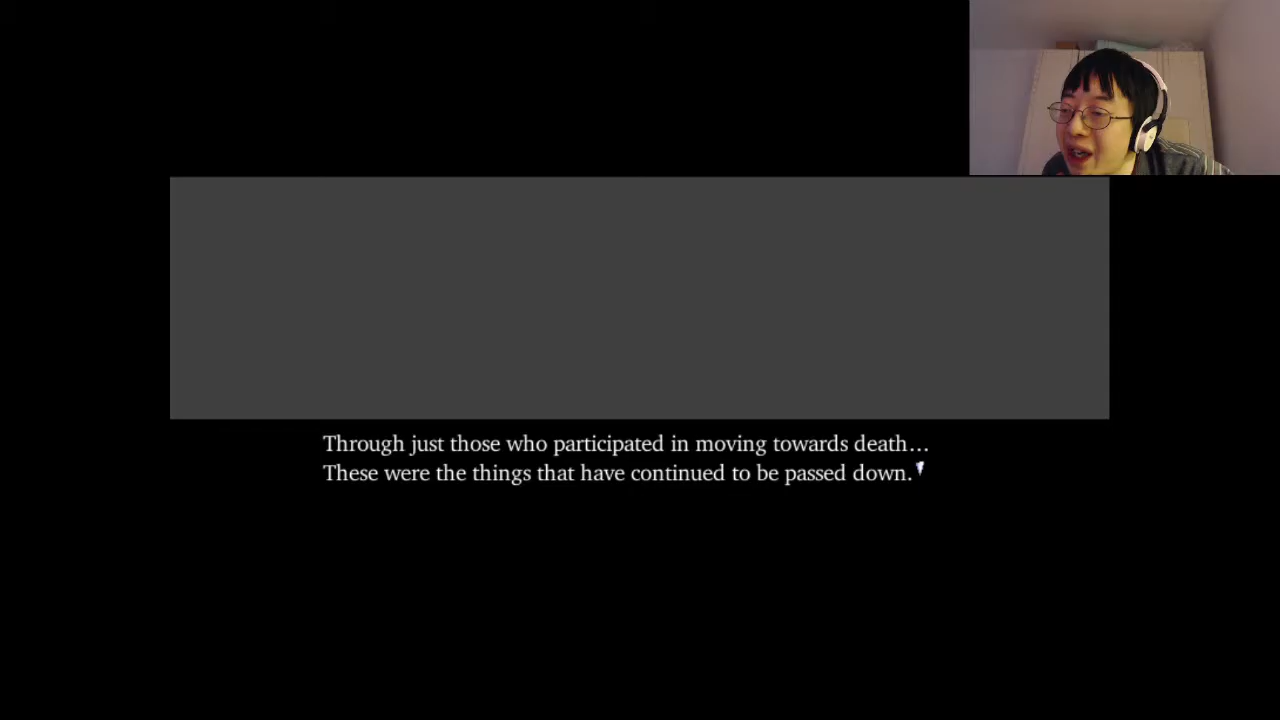 Through just those who participated in moving towards death…
These were the things that have continued to be passed down.